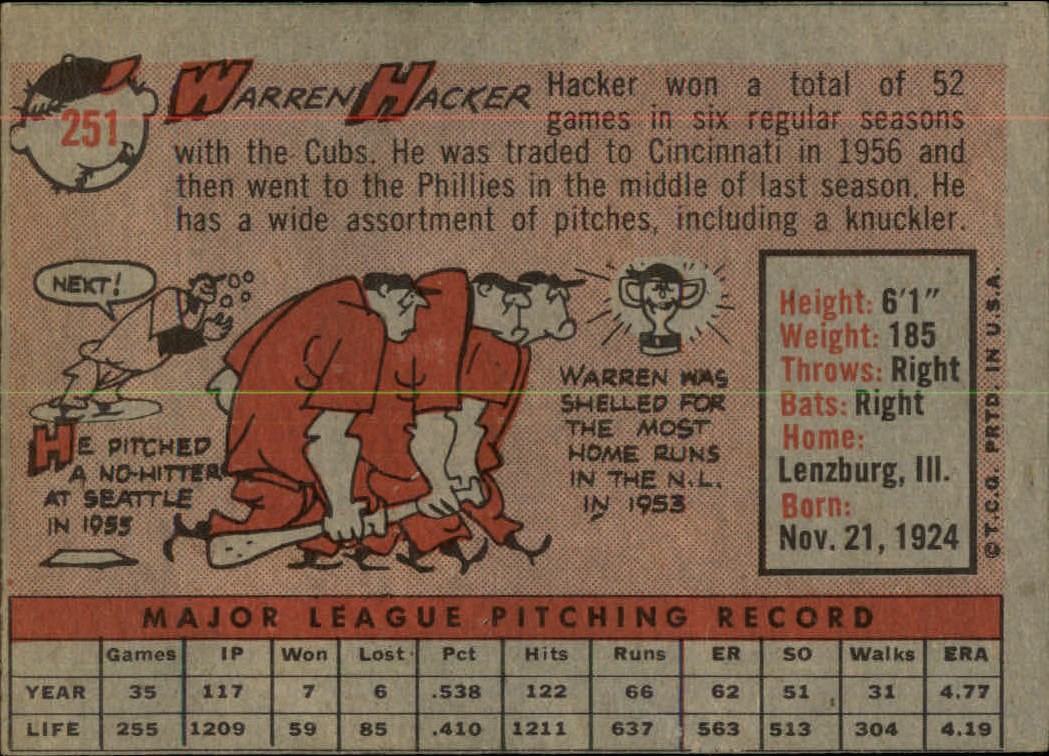 251
WARREN HACKER
Hacker won a total of 52
games in six regular seasons
with the Cubs. He was traded to Cincinnati in 1956 and
then went to the Phillies in the middle of last season. He
has a wide assortment of pitches, including a knuckler.
NEXT!
HE PITCHED
A NO-HITTER
AT SEATTLE
IN 1955
WARREN WAS
SHELLED FOR
THE MOST
HOME RUNS
IN THE N.L.
IN 1953
Height: 6'1"
Weight: 185
Throws: Right
Bats: Right
Home:
Lenzburg, Ill.
Born:
Nov. 21, 1924
© T.C.G. PRTD. IN U.S.A.
MAJOR LEAGUE PITCHING RECORD
Games IP Won Lost Pct Hits Runs ER SO Walks ERA
YEAR 35 117 7 6 .538 122 66 62 51 31 4.77
LIFE 255 1209 59 85 .410 1211 637 563 513 304 4.19